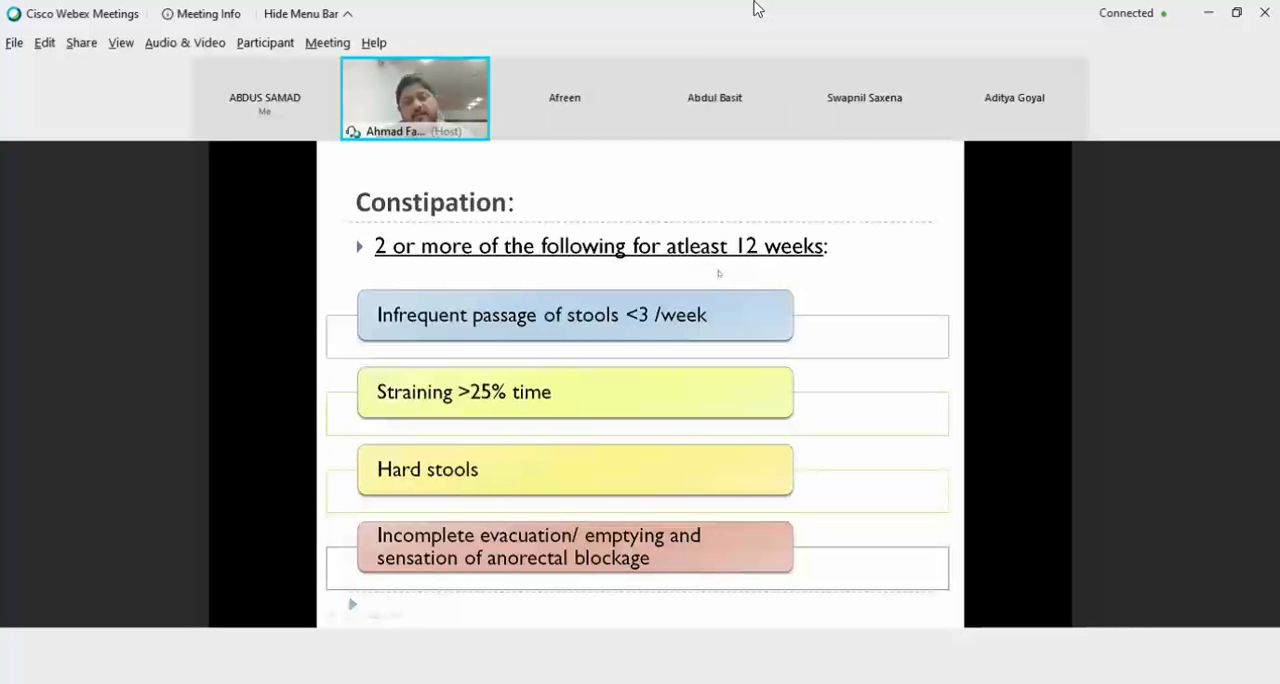 Cisco Webex Meetings
Meeting Info
Hide Menu Bar
Connected
File Edit Share View Audio & Video Participant Meeting Help
ABDUS SAMAD
Me
Ahmad Fa... (Host)
Afreen
Abdul Basit
Swapnil Saxena
Aditya Goyal
Constipation:
2 or more of the following for atleast 12 weeks:
Infrequent passage of stools <3 /week
Straining >25% time
Hard stools
Incomplete evacuation/ emptying and
sensation of anorectal blockage